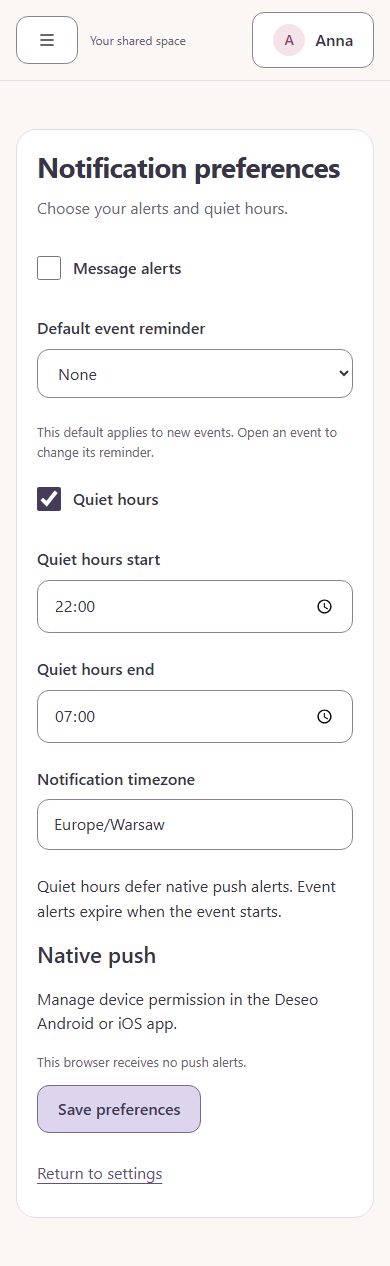 Your shared space
A
Anna
Notification preferences
Choose your alerts and quiet hours.
Message alerts
Default event reminder
None
This default applies to new events. Open an event to
change its reminder.
Quiet hours
Quiet hours start
22:00
Quiet hours end
07:00
Notification timezone
Europe/Warsaw
Quiet hours defer native push alerts. Event
alerts expire when the event starts.
Native push
Manage device permission in the Deseo
Android or iOS app.
This browser receives no push alerts.
Save preferences
Return to settings